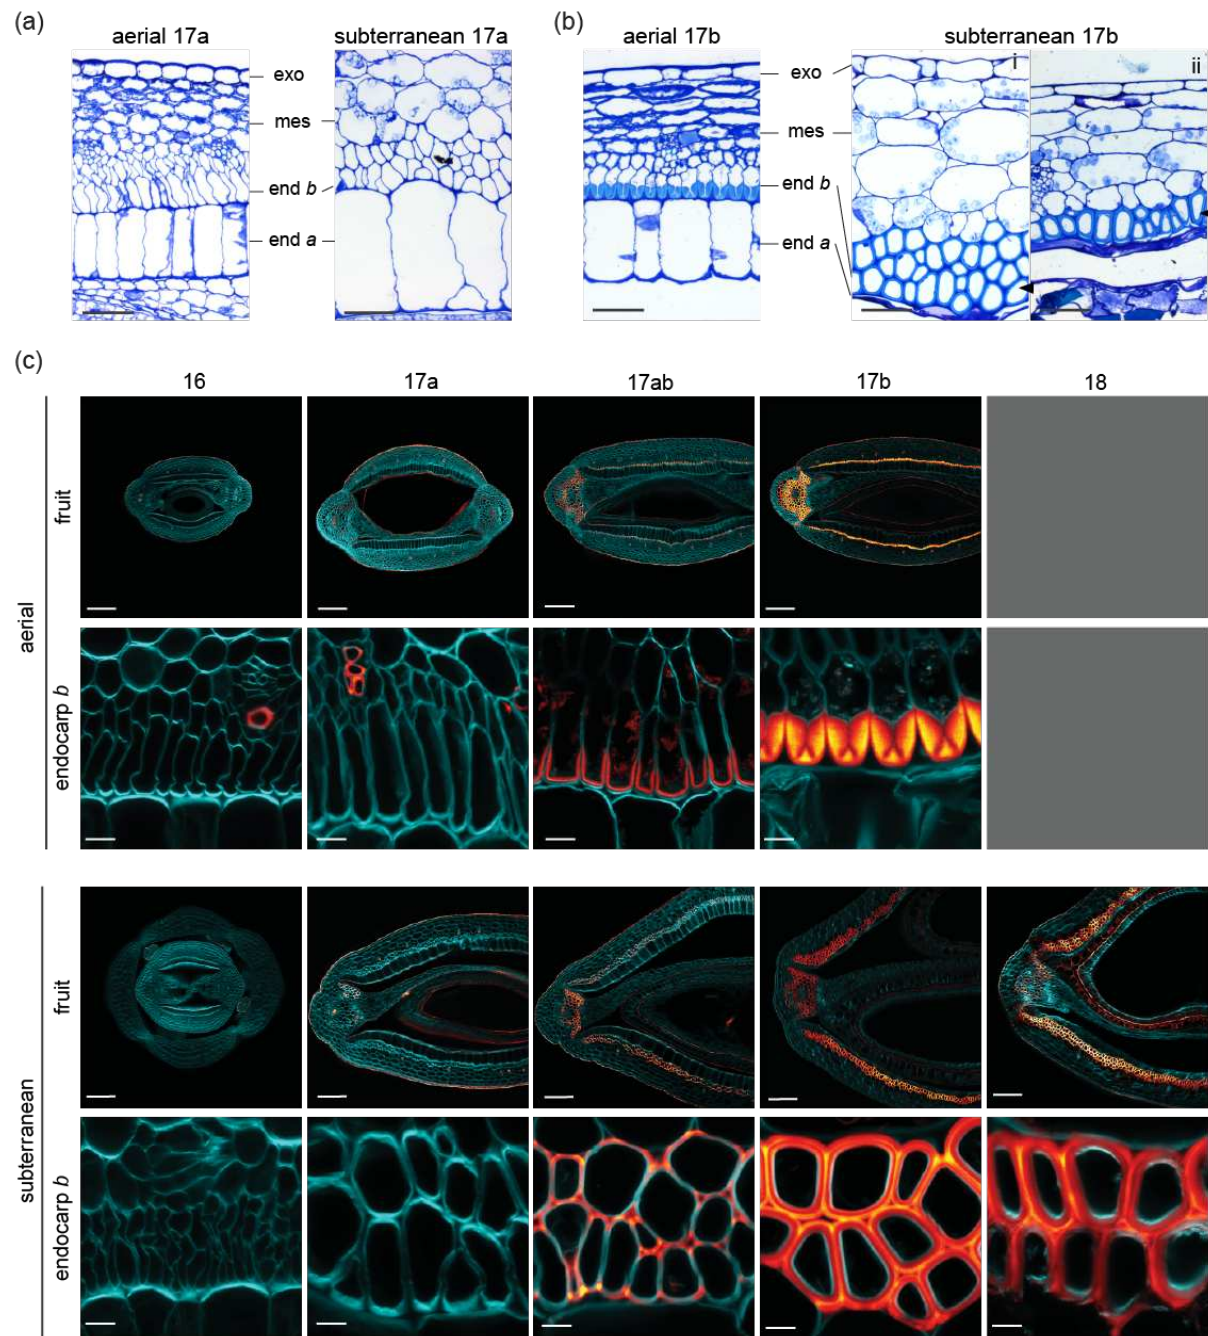 (a)
aerial 17a
subterranean 17a
exo
mes
end b
end a
(b)
aerial 17b
subterranean 17b
exo
mes
end b
end a
i
ii
(c)
16
17a
17ab
17b
18
aerial
fruit
endocarp b
subterranean
fruit
endocarp b